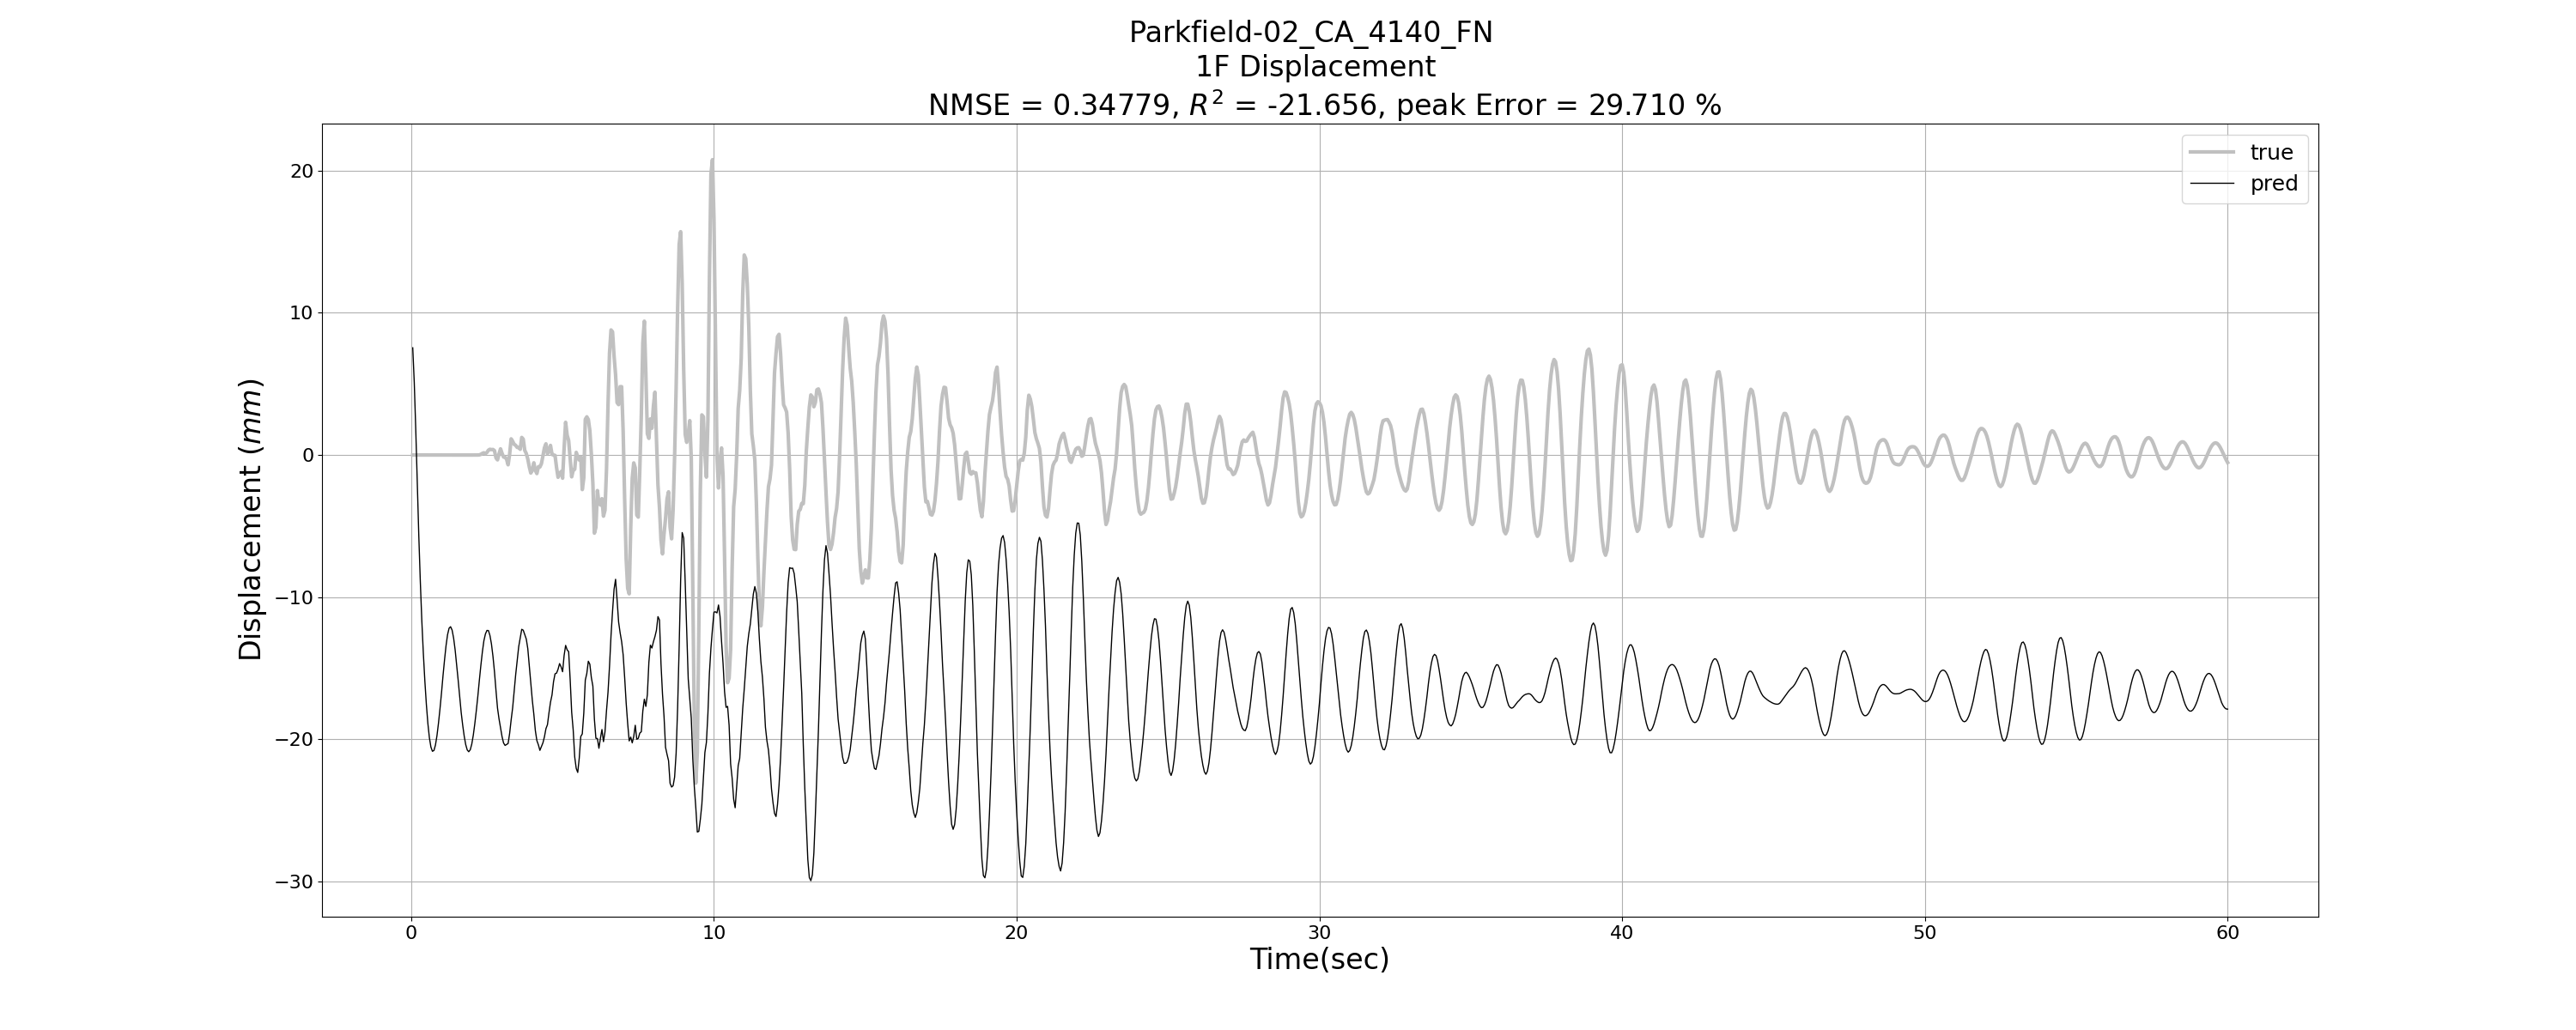 Parkfield-02_CA_4140_FN
1F Displacement
NMSE = 0.34779, R² = -21.656, peak Error = 29.710 %
true
pred
20
10
0
−10
−20
−30
Displacement (mm)
0 10 20 30 40 50 60
Time(sec)